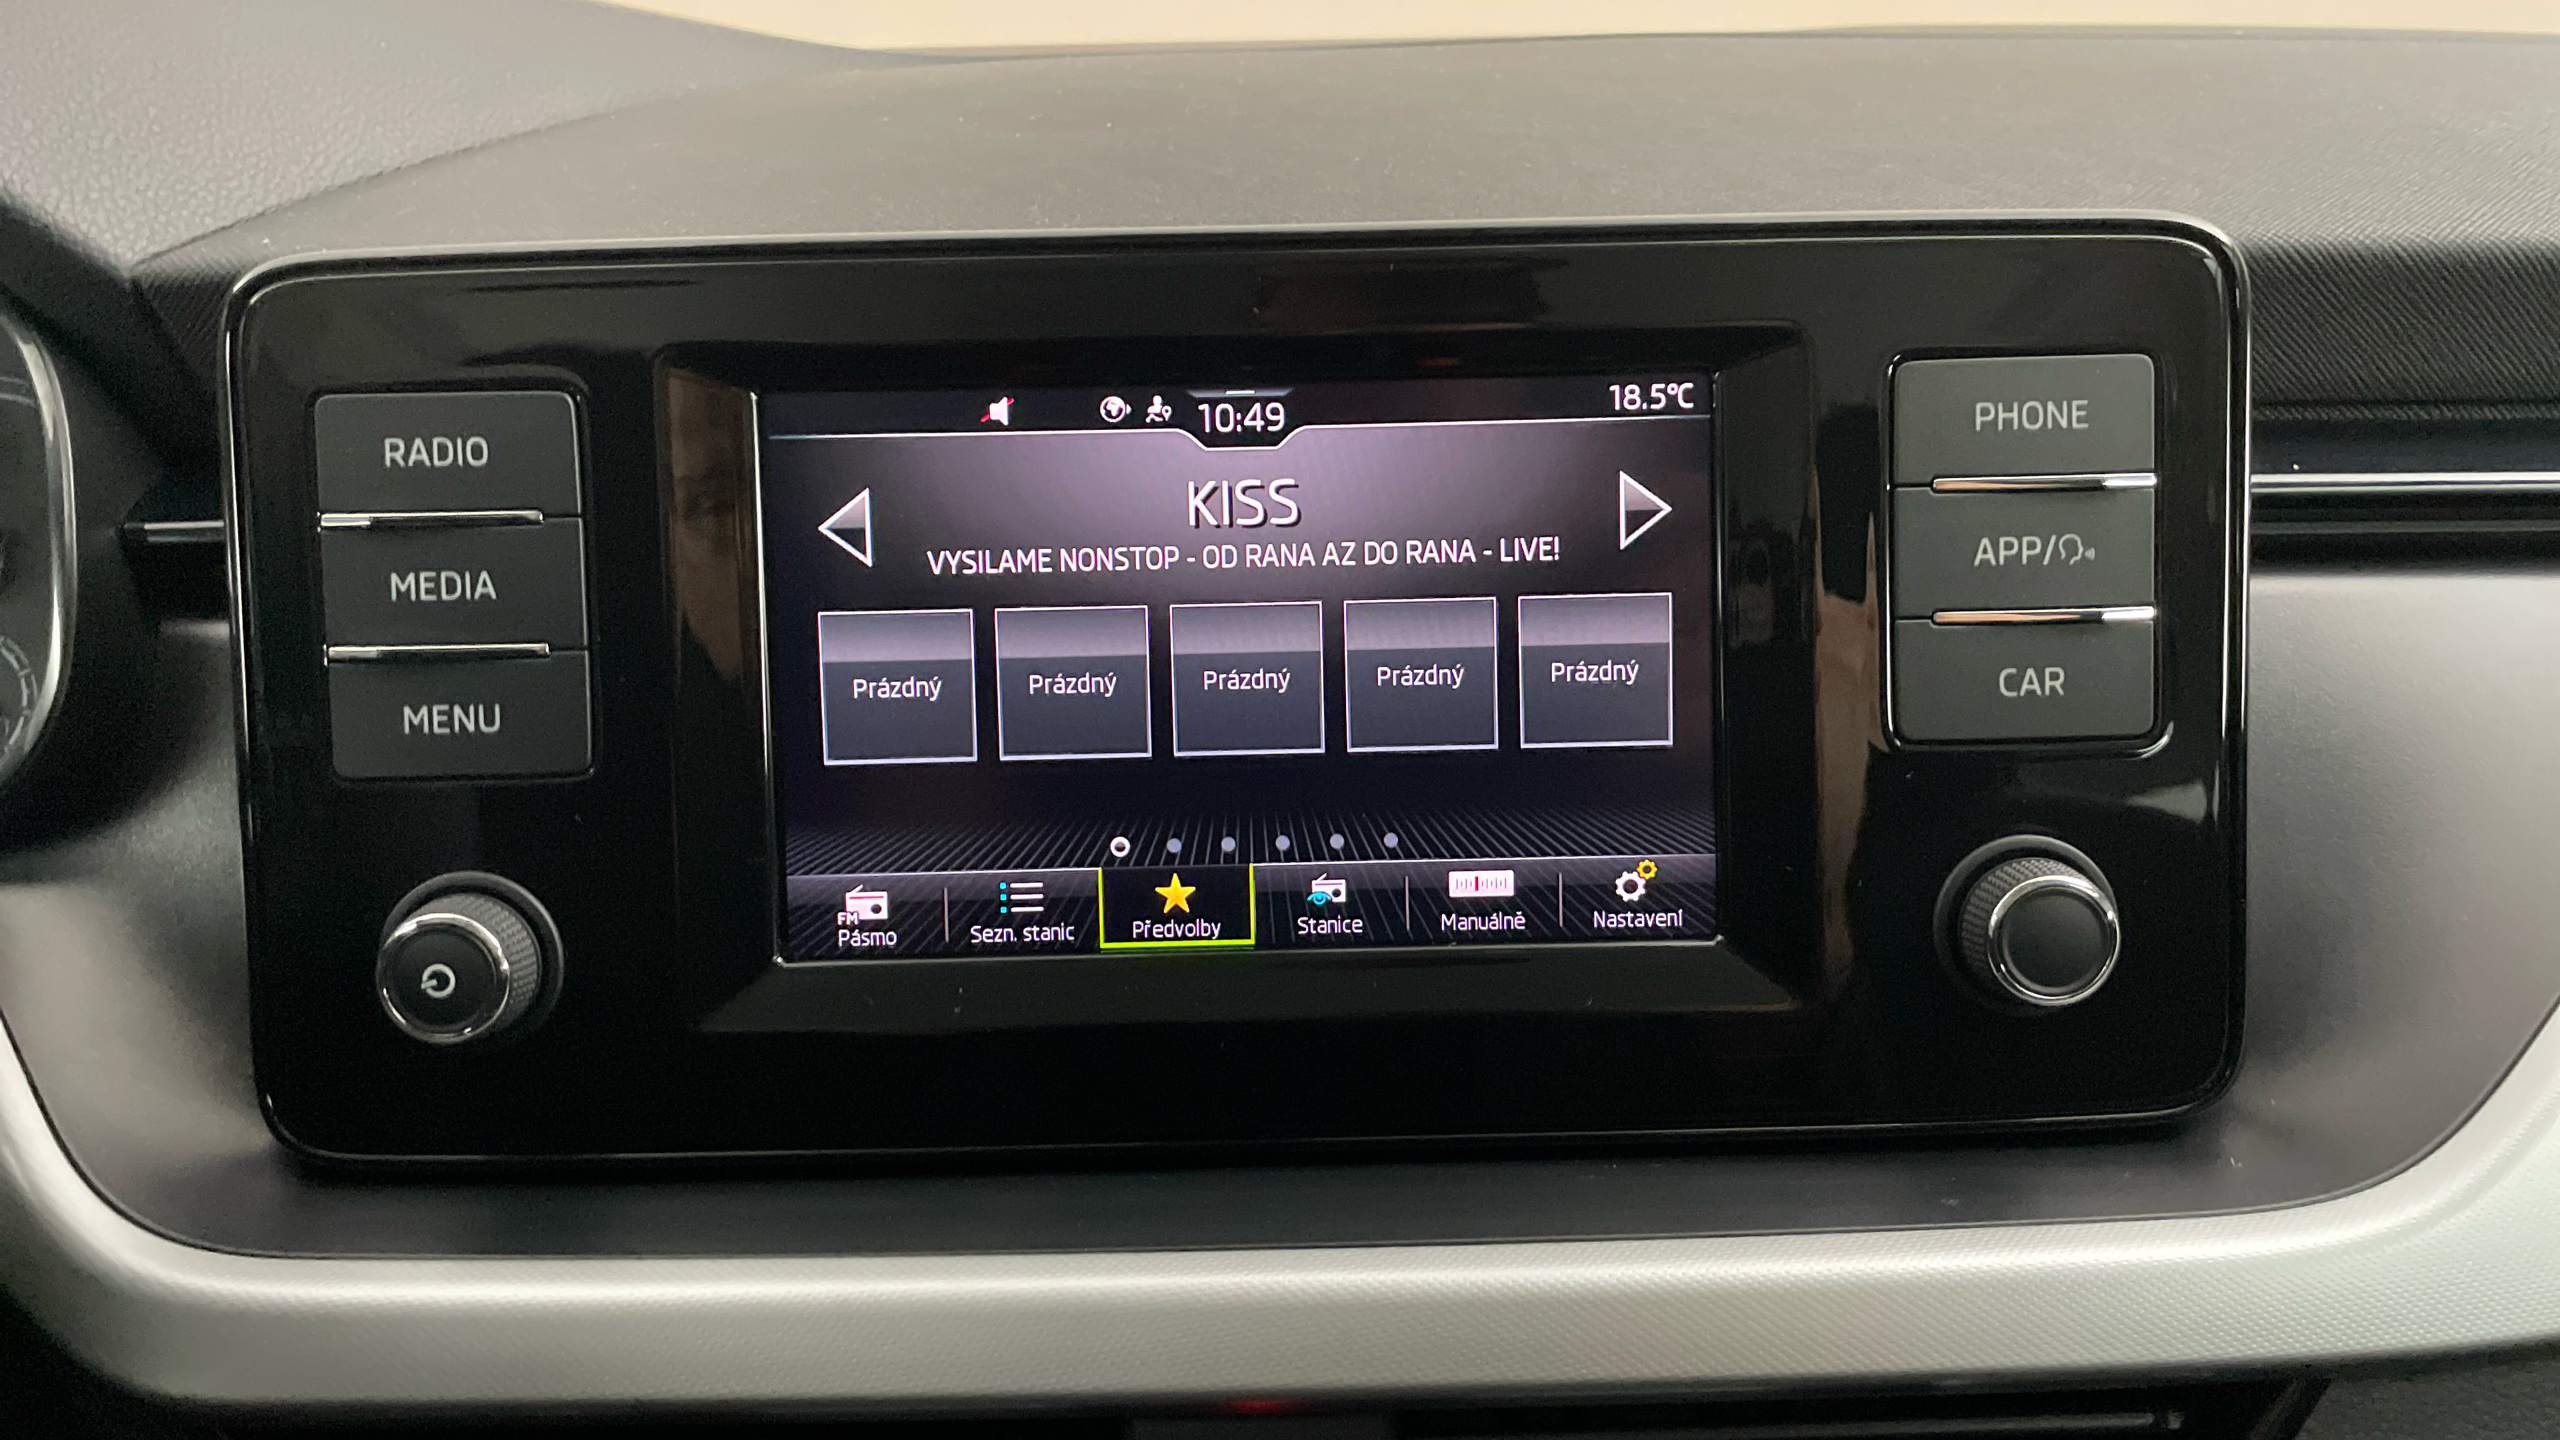 RADIO
MEDIA
MENU
10:49
18.5°C
KISS
VYSILAME NONSTOP - OD RANA AZ DO RANA - LIVE!
Prázdný
Prázdný
Prázdný
Prázdný
Prázdný
FM
Pásmo
Sezn. stanic
Předvolby
Stanice
Manuálně
Nastavení
PHONE
APP/
CAR